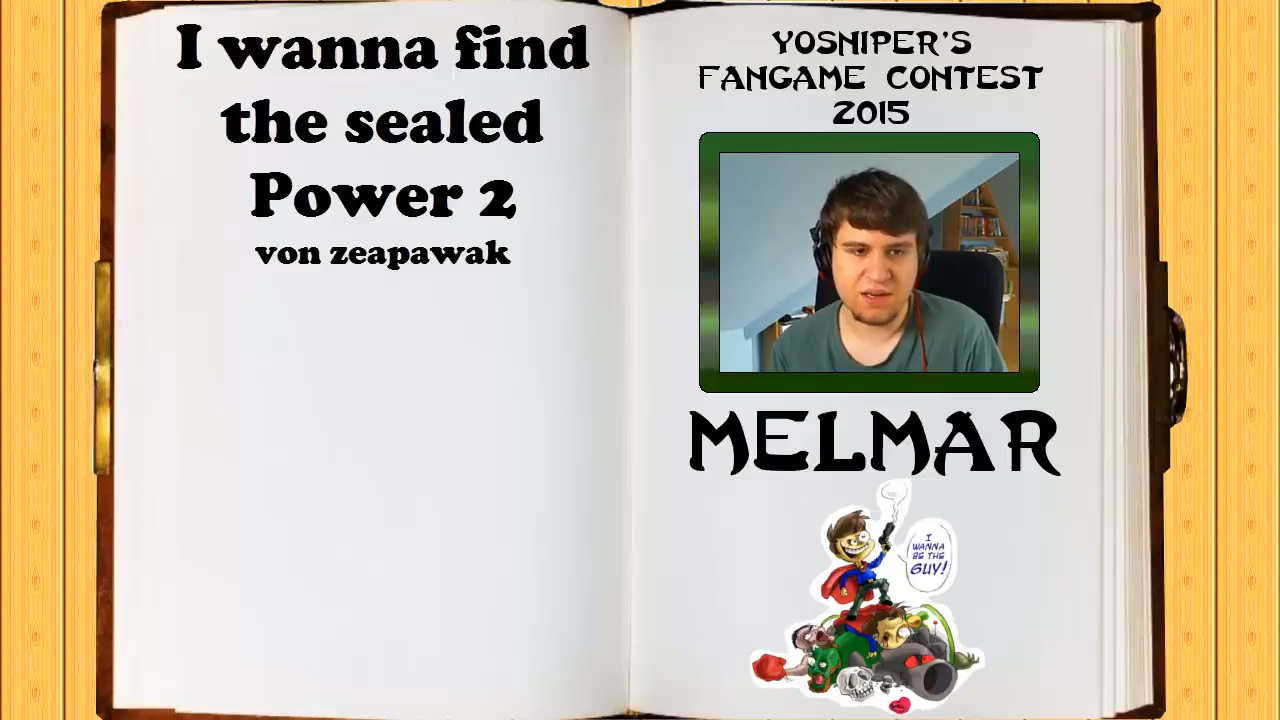 I wanna find
the sealed
Power 2
von zeapawak
YOSNIPER'S
FANGAME CONTEST
2015
MELMAR
I
WANNA
BE THE
GUY!